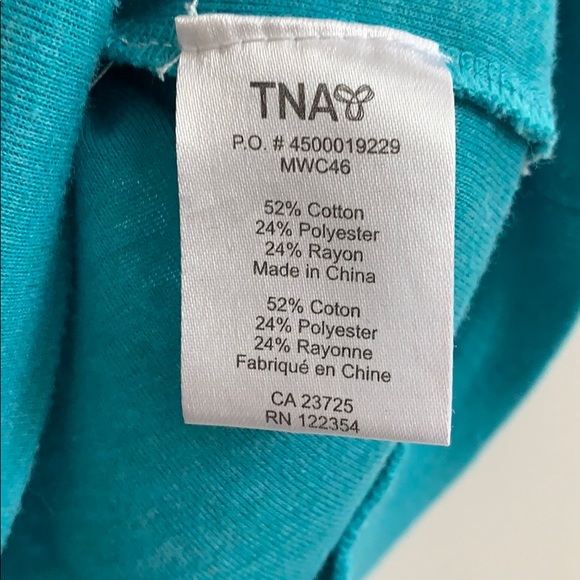 TNA
P.O. # 4500019229
MWC46
52% Cotton
24% Polyester
24% Rayon
Made in China
52% Coton
24% Polyester
24% Rayonne
Fabriqué en Chine
CA 23725
RN 122354